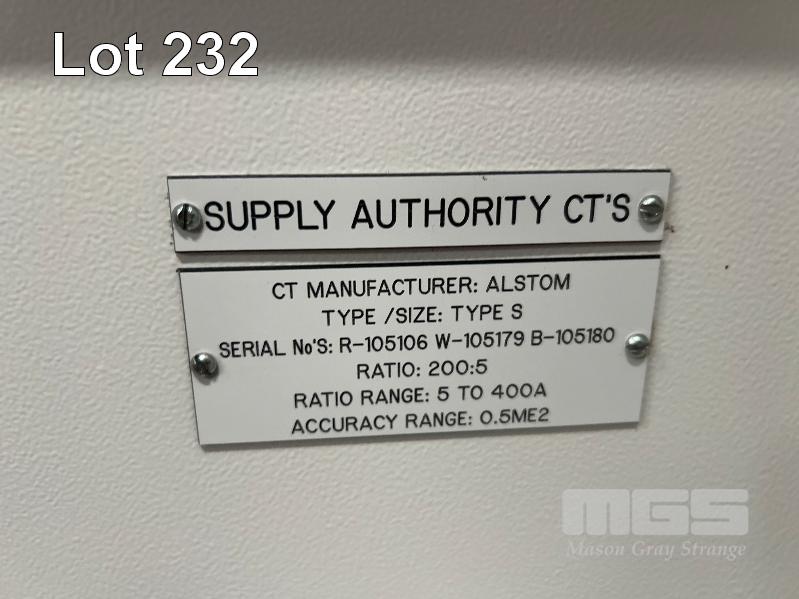 Lot 232
SUPPLY AUTHORITY CT'S
CT MANUFACTURER: ALSTOM
TYPE /SIZE: TYPE S
SERIAL No'S: R-105106 W-105179 B-105180
RATIO: 200:5
RATIO RANGE: 5 TO 400A
ACCURACY RANGE: 0.5ME2
MGS
Mason Gray Strange